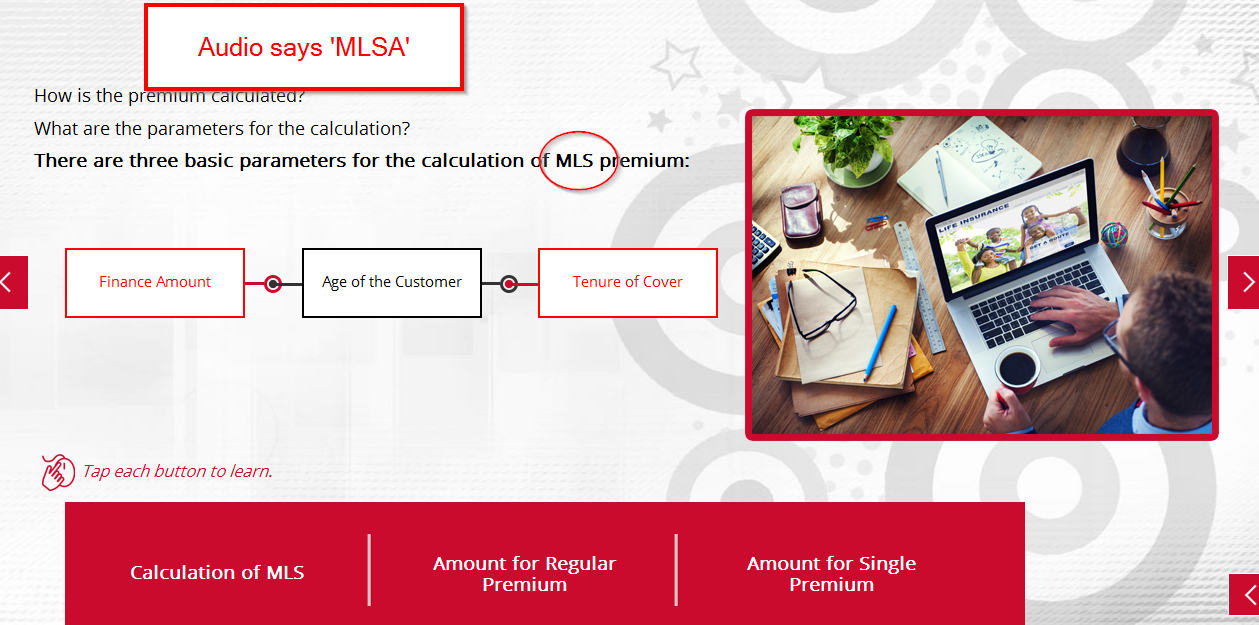 Audio says 'MLSA'
How is the premium calculated?
What are the parameters for the calculation?
There are three basic parameters for the calculation of MLS premium:
LIFE INSURANCE
GET A QUOTE
Finance Amount
Age of the Customer
Tenure of Cover
Tap each button to learn.
Calculation of MLS
Amount for Regular
Premium
Amount for Single
Premium